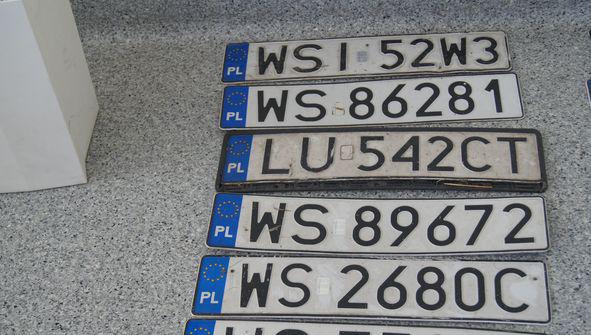 PL WSI 52W3
PL WS 86281
PL LU 542CT
PL WS 89672
PL WS 2680C